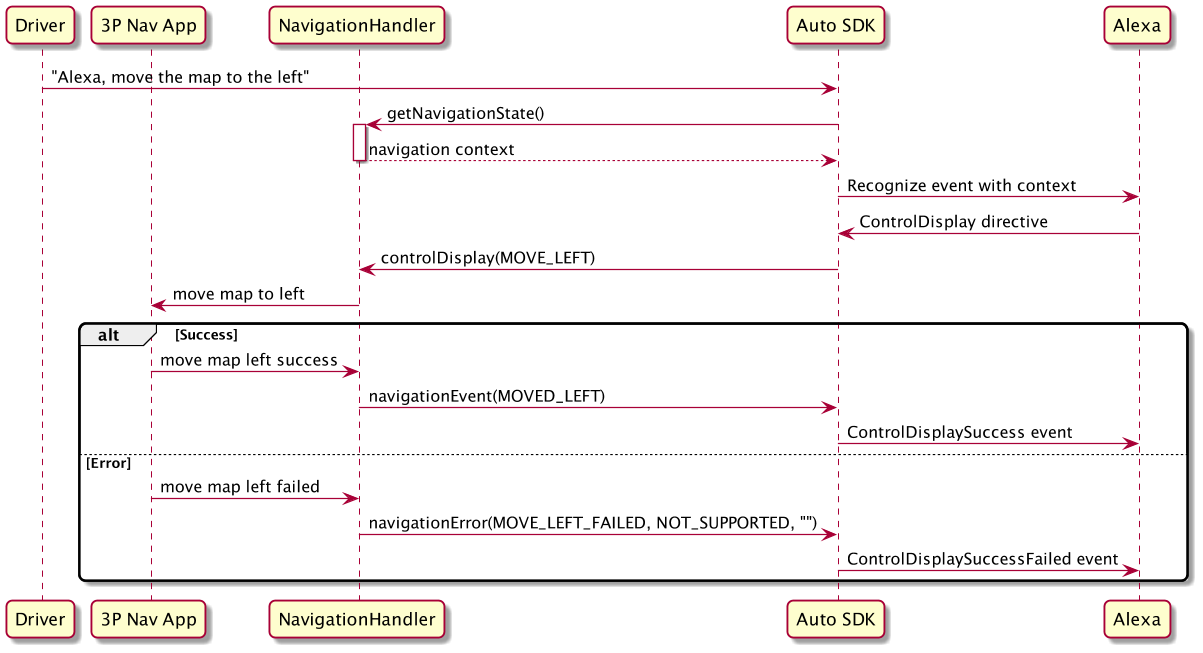 Driver 3P Nav App NavigationHandler Auto SDK Alexa
"Alexa, move the map to the left"
getNavigationState()
navigation context
Recognize event with context
ControlDisplay directive
controlDisplay(MOVE_LEFT)
move map to left
alt [Success]
move map left success
navigationEvent(MOVED_LEFT)
ControlDisplaySuccess event
[Error]
move map left failed
navigationError(MOVE_LEFT_FAILED, NOT_SUPPORTED, "")
ControlDisplaySuccessFailed event
Driver 3P Nav App NavigationHandler Auto SDK Alexa